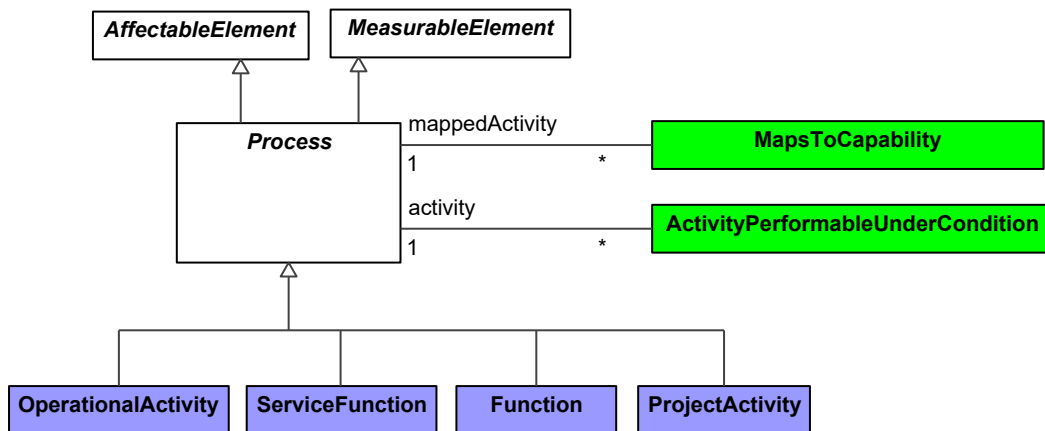 AffectableElement
MeasurableElement
Process
mappedActivity
1
*
MapsToCapability
activity
1
*
ActivityPerformableUnderCondition
OperationalActivity
ServiceFunction
Function
ProjectActivity